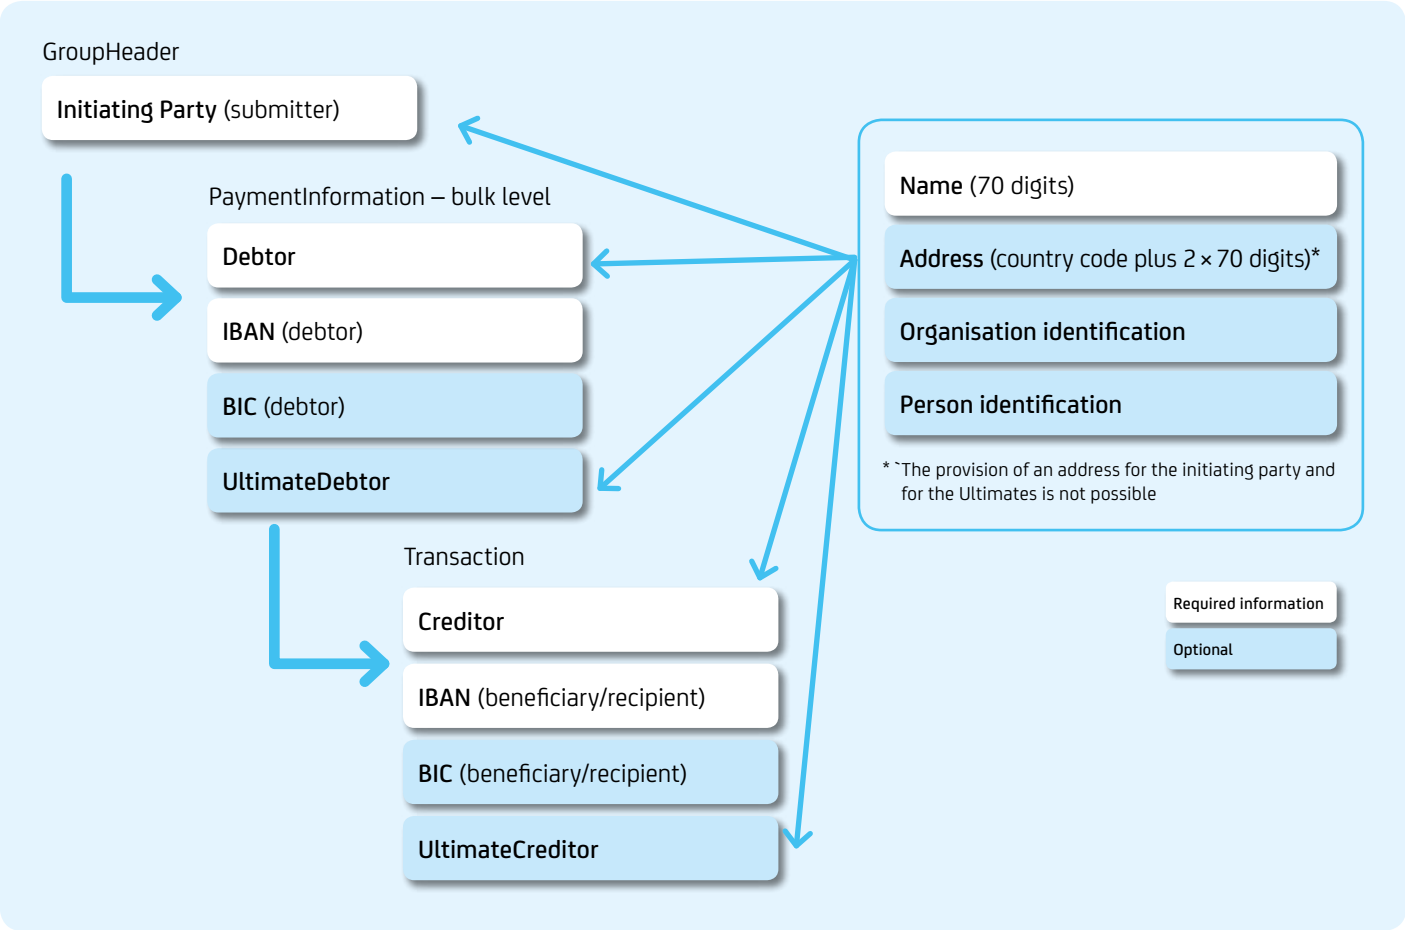 GroupHeader
Initiating Party (submitter)
PaymentInformation – bulk level
Debtor
IBAN (debtor)
BIC (debtor)
UltimateDebtor
Transaction
Creditor
IBAN (beneficiary/recipient)
BIC (beneficiary/recipient)
UltimateCreditor
Name (70 digits)
Address (country code plus 2 × 70 digits)*
Organisation identification
Person identification
* `The provision of an address for the initiating party and
for the Ultimates is not possible
Required information
Optional